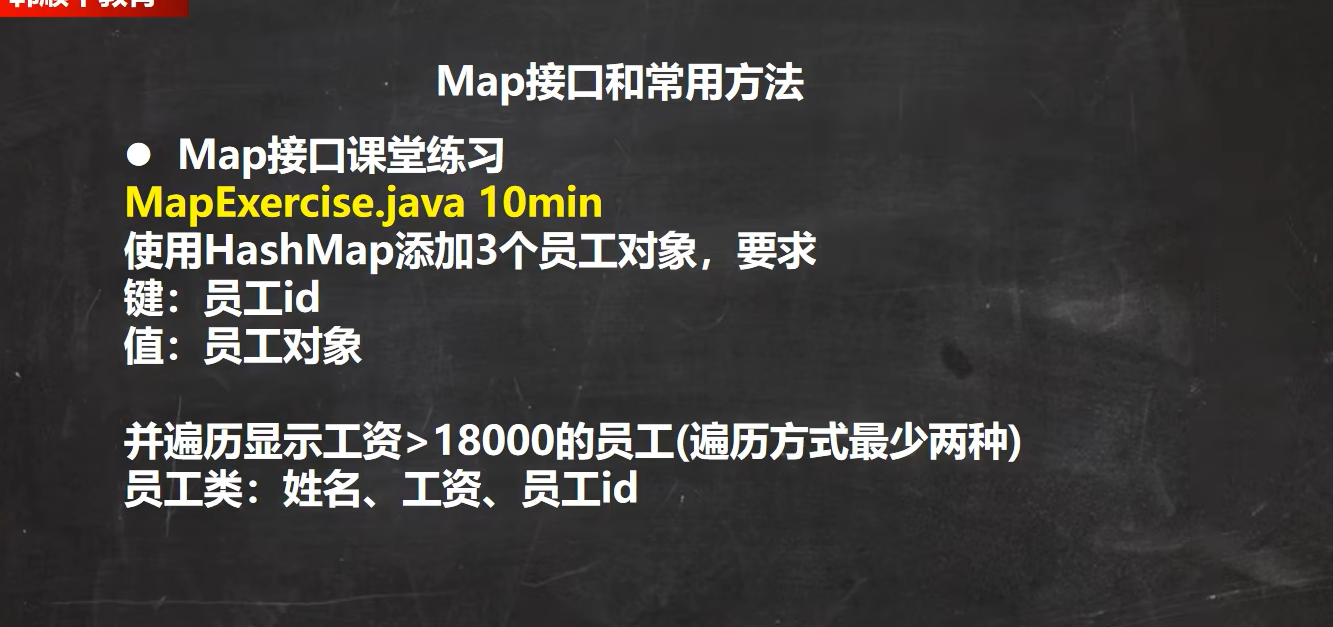 Map接口和常用方法
● Map接口课堂练习
MapExercise.java 10min
使用HashMap添加3个员工对象，要求
键：员工id
值：员工对象
并遍历显示工资>18000的员工(遍历方式最少两种)
员工类：姓名、工资、员工id